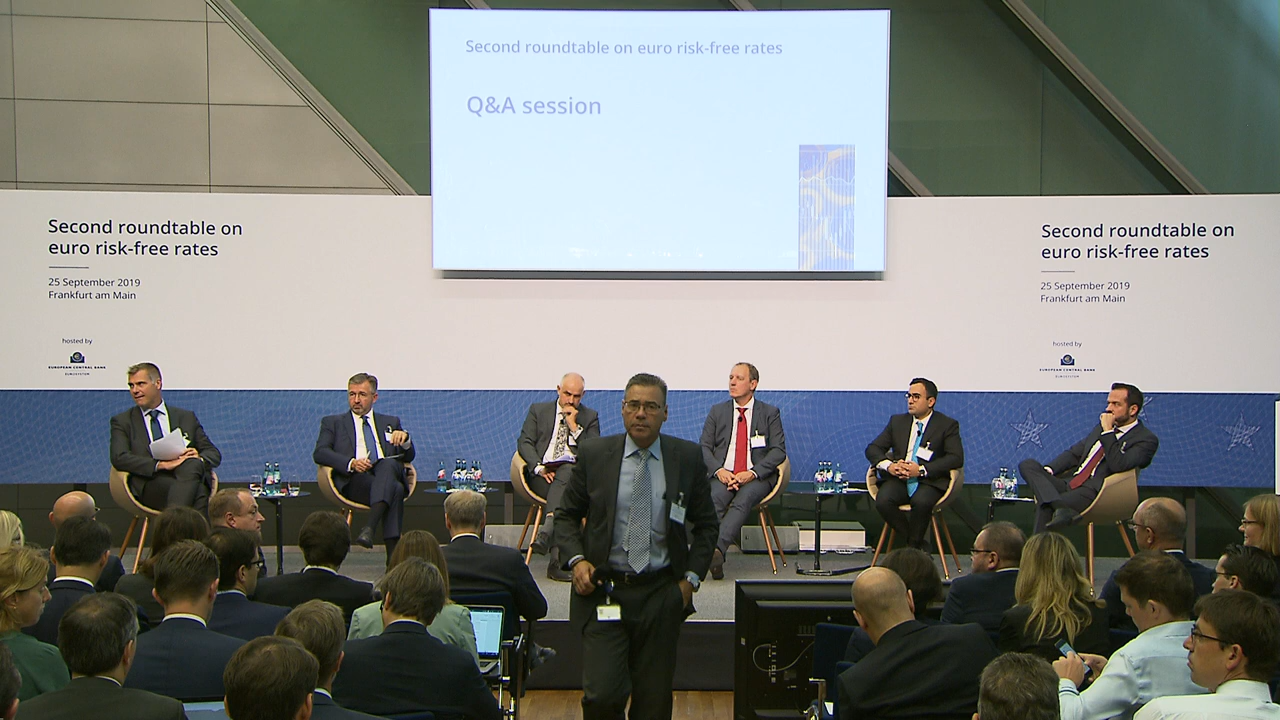 Second roundtable on euro risk-free rates
Q&A session
Second roundtable on
euro risk-free rates
25 September 2019
Frankfurt am Main
hosted by
EUROPEAN CENTRAL BANK
EUROSYSTEM
Second roundtable on
euro risk-free rates
25 September 2019
Frankfurt am Main
hosted by
EUROPEAN CENTRAL BANK
EUROSYSTEM